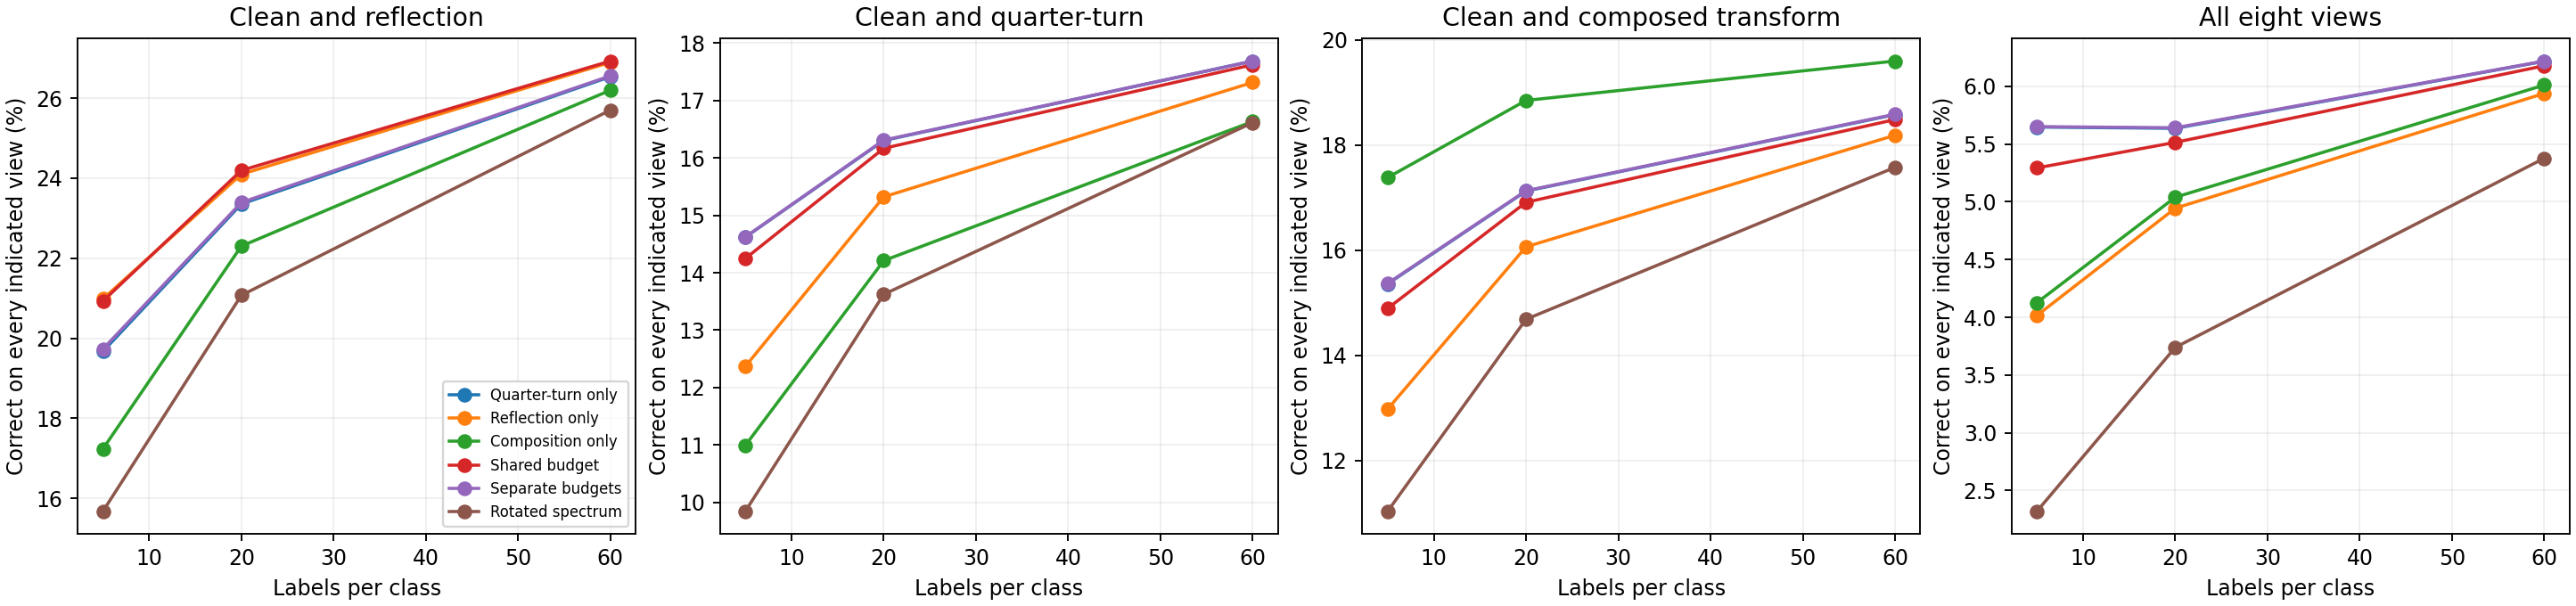 Clean and reflection
Correct on every indicated view (%)
26
24
22
20
18
16
10
20
30
40
50
60
Labels per class
Quarter-turn only
Reflection only
Composition only
Shared budget
Separate budgets
Rotated spectrum
Clean and quarter-turn
Correct on every indicated view (%)
18
17
16
15
14
13
12
11
10
10
20
30
40
50
60
Labels per class
Clean and composed transform
Correct on every indicated view (%)
20
18
16
14
12
10
20
30
40
50
60
Labels per class
All eight views
Correct on every indicated view (%)
6.0
5.5
5.0
4.5
4.0
3.5
3.0
2.5
10
20
30
40
50
60
Labels per class